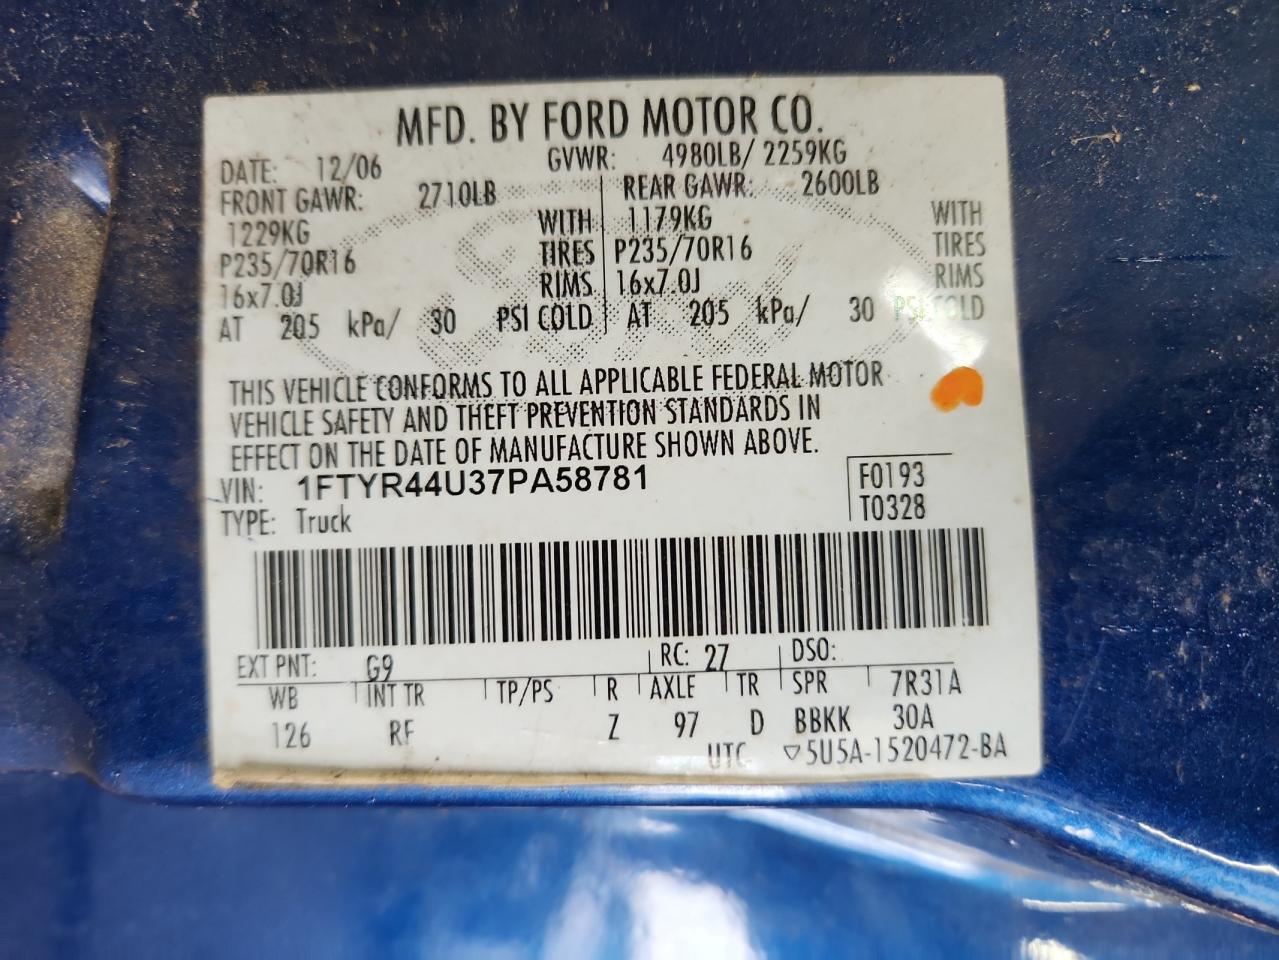 MFD. BY FORD MOTOR CO.
DATE: 12/06 GVWR: 4980LB/ 2259KG
FRONT GAWR: 2710LB REAR GAWR: 2600LB
1229KG WITH 1179KG WITH
P235/70R16 TIRES P235/70R16 TIRES
16x7.0J RIMS 16x7.0J RIMS
AT 205 kPa/ 30 PSI COLD AT 205 kPa/ 30 PSI COLD
THIS VEHICLE CONFORMS TO ALL APPLICABLE FEDERAL MOTOR
VEHICLE SAFETY AND THEFT PREVENTION STANDARDS IN
EFFECT ON THE DATE OF MANUFACTURE SHOWN ABOVE.
VIN: 1FTYR44U37PA58781 F0193
TYPE: Truck T0328
EXT PNT: G9 RC: 27 DSO:
WB INT TR TP/PS R AXLE TR SPR 7R31A
126 RF Z 97 D BBKK 30A
UTC ▽5U5A-1520472-BA